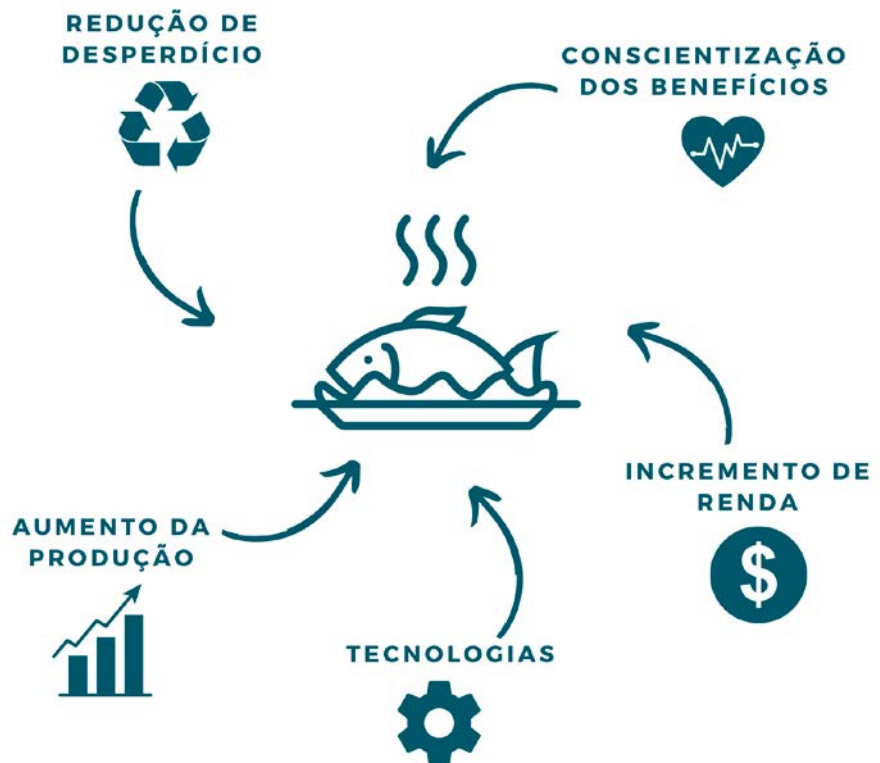 REDUÇÃO DE
DESPERDÍCIO
CONSCIENTIZAÇÃO
DOS BENEFÍCIOS
INCREMENTO DE
RENDA
$
AUMENTO DA
PRODUÇÃO
TECNOLOGIAS